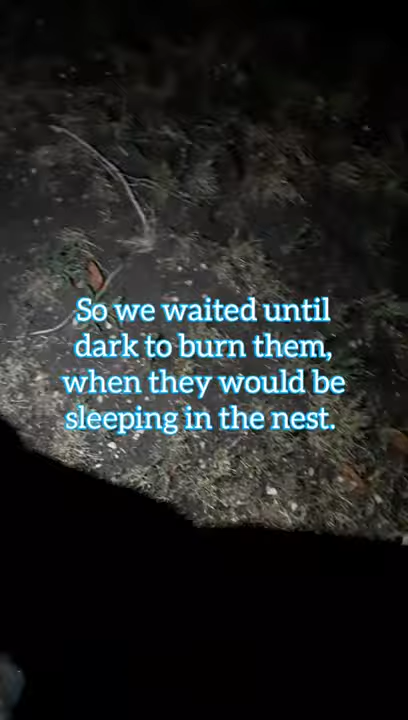 So we waited until
dark to burn them,
when they would be
sleeping in the nest.